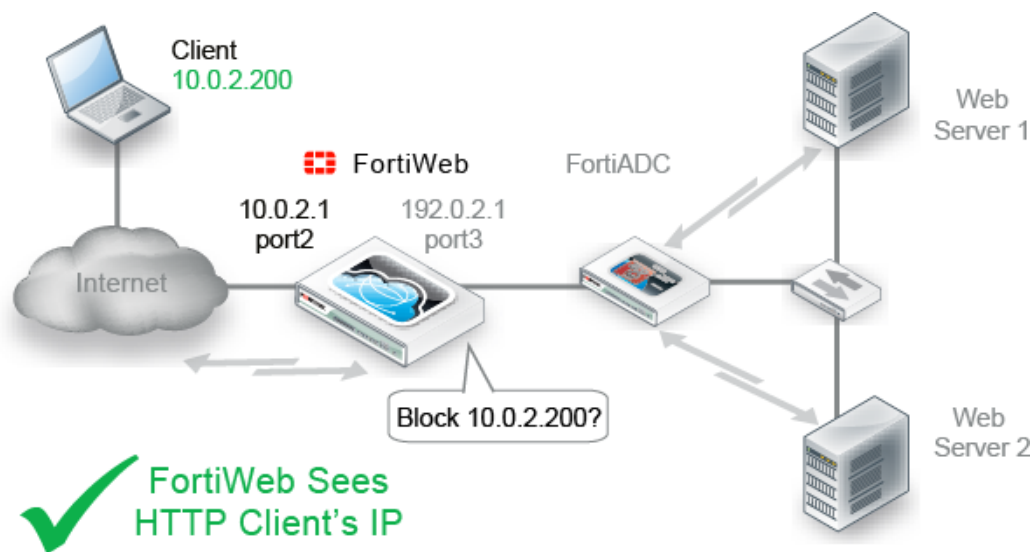 Client
10.0.2.200
FortiWeb
FortiADC
Web
Server 1
10.0.2.1
port2
192.0.2.1
port3
Internet
Block 10.0.2.200?
Web
Server 2
FortiWeb Sees
HTTP Client's IP